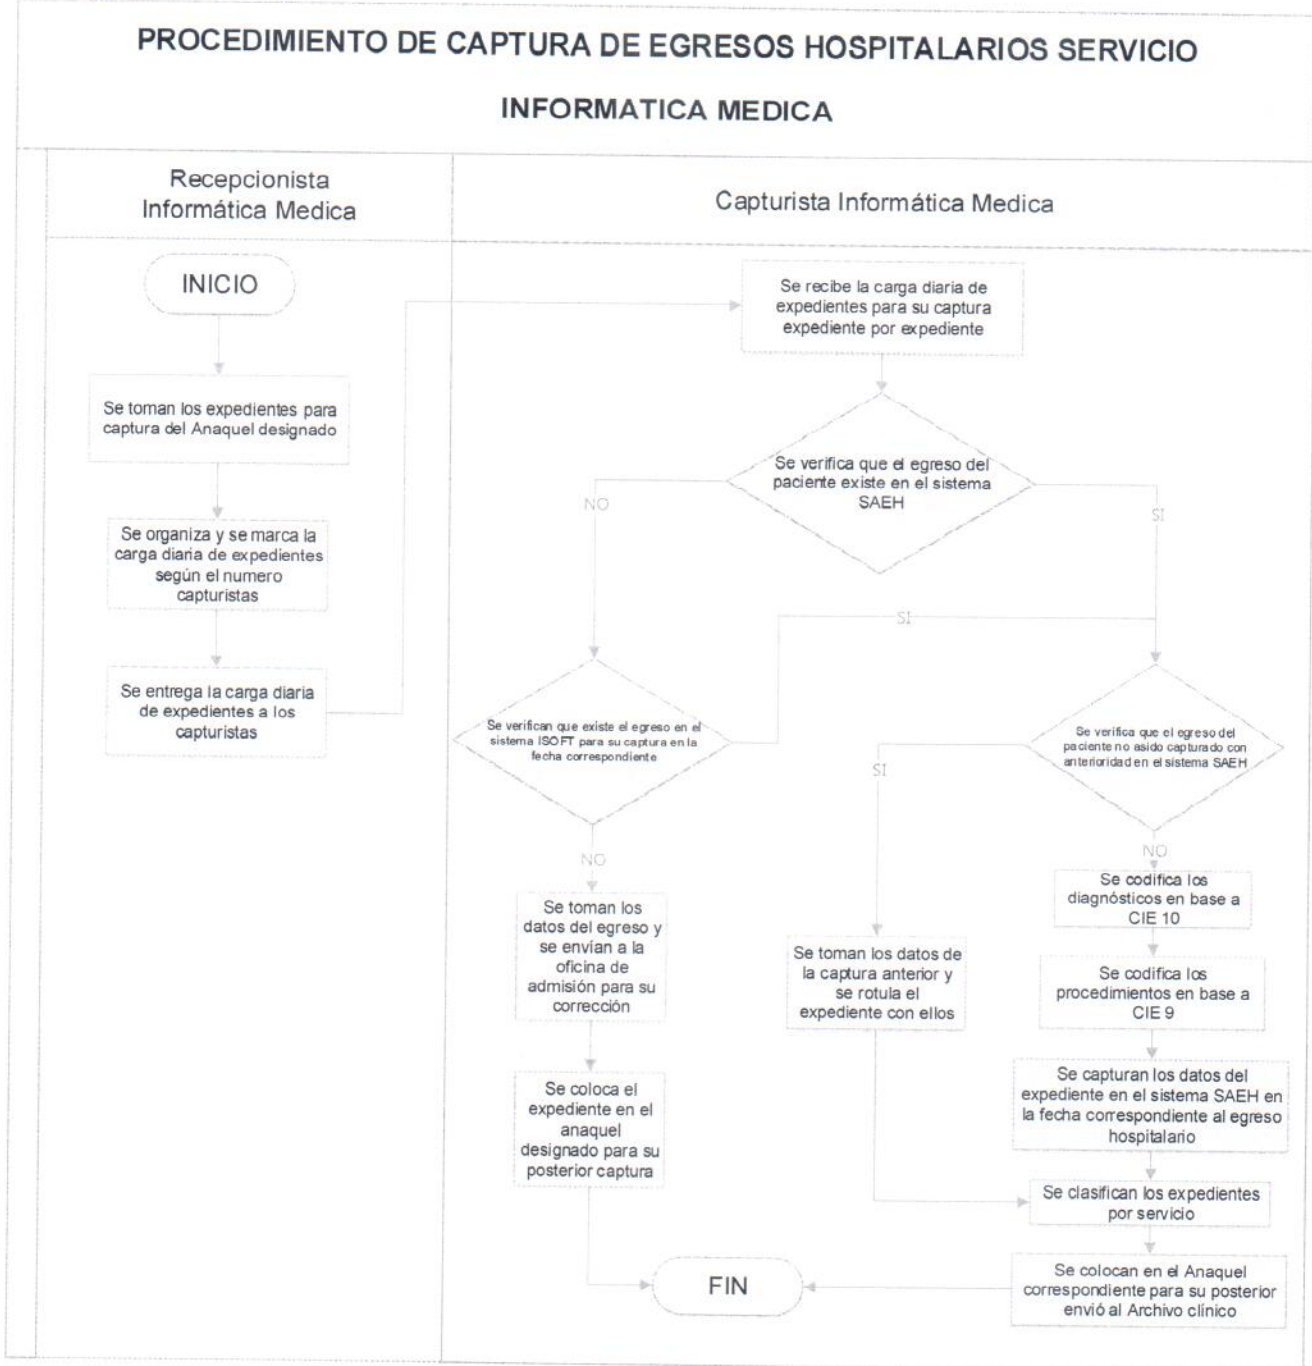 PROCEDIMIENTO DE CAPTURA DE EGRESOS HOSPITALARIOS SERVICIO
INFORMATICA MEDICA
Recepcionista
Informática Medica
Capturista Informática Medica
INICIO
Se toman los expedientes para
captura del Anaquel designado
Se organiza y se marca la
carga diaria de expedientes
según el numero
capturistas
Se entrega la carga diaria
de expedientes a los
capturistas
Se recibe la carga diaria de
expedientes para su captura
expediente por expediente
Se verifica que el egreso del
paciente existe en el sistema
SAEH
NO
SI
SI
Se verifican que existe el egreso en el
sistema ISOFT para su captura en la
fecha correspondiente
Se verifica que el egreso del
paciente no asido capturado con
anterioridad en el sistema SAEH
SI
NO
NO
Se toman los
datos del egreso y
se envían a la
oficina de
admisión para su
corrección
Se coloca el
expediente en el
anaquel
designado para su
posterior captura
Se toman los datos de
la captura anterior y
se rotula el
expediente con ellos
Se codifica los
diagnósticos en base a
CIE 10
Se codifica los
procedimientos en base a
CIE 9
Se capturan los datos del
expediente en el sistema SAEH en
la fecha correspondiente al egreso
hospitalario
Se clasifican los expedientes
por servicio
Se colocan en el Anaquel
correspondiente para su posterior
envió al Archivo clínico
FIN